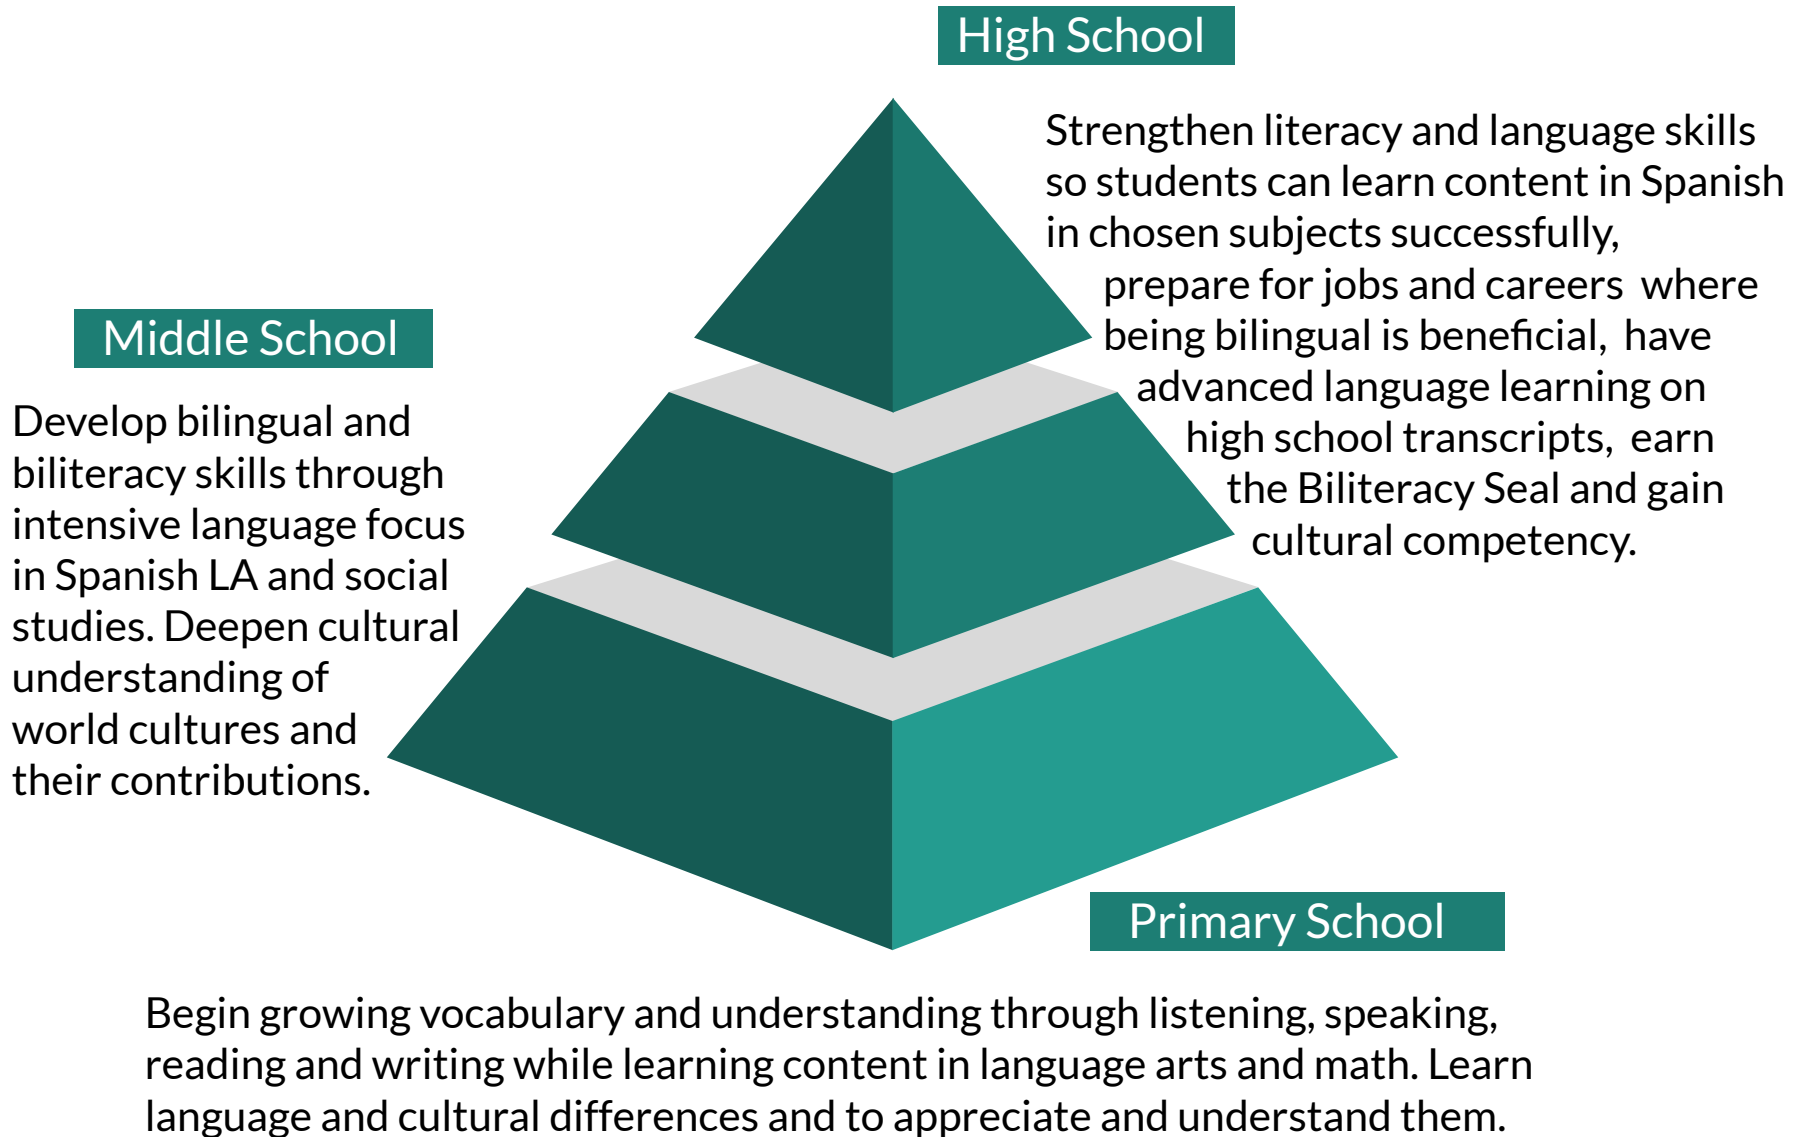 High School
Strengthen literacy and language skills
so students can learn content in Spanish
in chosen subjects successfully,
prepare for jobs and careers where
being bilingual is beneficial, have
advanced language learning on
high school transcripts, earn
the Biliteracy Seal and gain
cultural competency.
Middle School
Develop bilingual and
biliteracy skills through
intensive language focus
in Spanish LA and social
studies. Deepen cultural
understanding of
world cultures and
their contributions.
Primary School
Begin growing vocabulary and understanding through listening, speaking,
reading and writing while learning content in language arts and math. Learn
language and cultural differences and to appreciate and understand them.